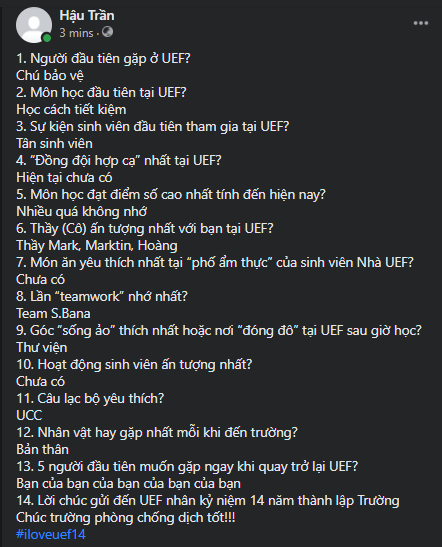 Hậu Trần
3 mins ·
1. Người đầu tiên gặp ở UEF?
Chú bảo vệ
2. Môn học đầu tiên tại UEF?
Học cách tiết kiệm
3. Sự kiện sinh viên đầu tiên tham gia tại UEF?
Tân sinh viên
4. “Đồng đội hợp cạ” nhất tại UEF?
Hiện tại chưa có
5. Môn học đạt điểm số cao nhất tính đến hiện nay?
Nhiều quá không nhớ
6. Thầy (Cô) ấn tượng nhất với bạn tại UEF?
Thầy Mark, Marktin, Hoàng
7. Món ăn yêu thích nhất tại “phố ẩm thực” của sinh viên Nhà UEF?
Chưa có
8. Lần “teamwork” nhớ nhất?
Team S.Bana
9. Góc “sống ảo” thích nhất hoặc nơi “đóng đô” tại UEF sau giờ học?
Thư viện
10. Hoạt động sinh viên ấn tượng nhất?
Chưa có
11. Câu lạc bộ yêu thích?
UCC
12. Nhân vật hay gặp nhất mỗi khi đến trường?
Bản thân
13. 5 người đầu tiên muốn gặp ngay khi quay trở lại UEF?
Bạn của bạn của bạn của bạn của bạn
14. Lời chúc gửi đến UEF nhân kỷ niệm 14 năm thành lập Trường
Chúc trường phòng chống dịch tốt!!!
#iloveuef14